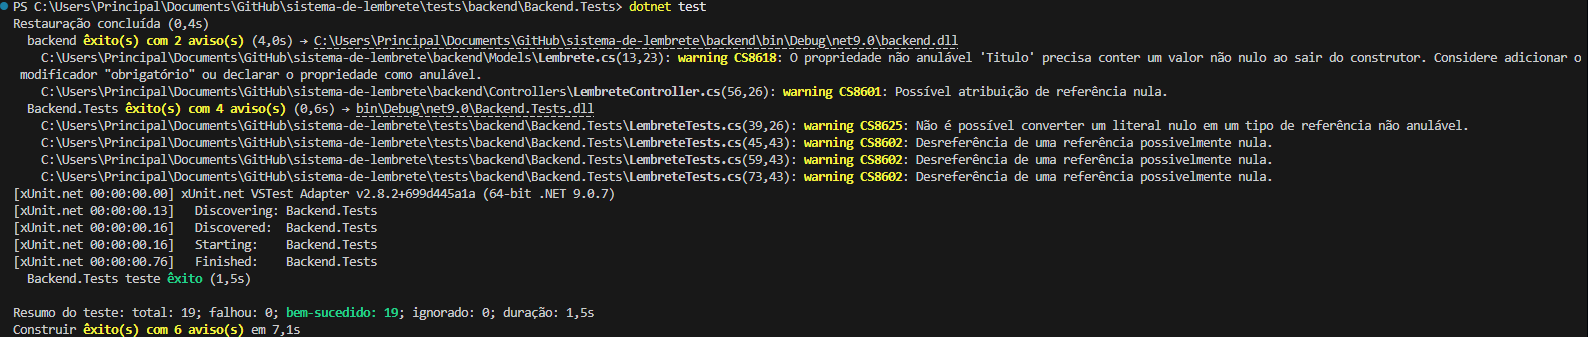 PS C:\Users\Principal\Documents\GitHub\sistema-de-lembrete\tests\backend\Backend.Tests> dotnet test
Restauração concluída (0,4s)
  backend êxito(s) com 2 aviso(s) (4,0s) → C:\Users\Principal\Documents\GitHub\sistema-de-lembrete\backend\bin\Debug\net9.0\backend.dll
    C:\Users\Principal\Documents\GitHub\sistema-de-lembrete\backend\Models\Lembrete.cs(13,23): warning CS8618: O propriedade não anulável 'Titulo' precisa conter um valor não nulo ao sair do construtor. Considere adicionar o
 modificador "obrigatório" ou declarar o propriedade como anulável.
    C:\Users\Principal\Documents\GitHub\sistema-de-lembrete\backend\Controllers\LembreteController.cs(56,26): warning CS8601: Possível atribuição de referência nula.
  Backend.Tests êxito(s) com 4 aviso(s) (0,6s) → bin\Debug\net9.0\Backend.Tests.dll
    C:\Users\Principal\Documents\GitHub\sistema-de-lembrete\tests\backend\Backend.Tests\LembreteTests.cs(39,26): warning CS8625: Não é possível converter um literal nulo em um tipo de referência não anulável.
    C:\Users\Principal\Documents\GitHub\sistema-de-lembrete\tests\backend\Backend.Tests\LembreteTests.cs(45,43): warning CS8602: Desreferência de uma referência possivelmente nula.
    C:\Users\Principal\Documents\GitHub\sistema-de-lembrete\tests\backend\Backend.Tests\LembreteTests.cs(59,43): warning CS8602: Desreferência de uma referência possivelmente nula.
    C:\Users\Principal\Documents\GitHub\sistema-de-lembrete\tests\backend\Backend.Tests\LembreteTests.cs(73,43): warning CS8602: Desreferência de uma referência possivelmente nula.
[xUnit.net 00:00:00.00] xUnit.net VSTest Adapter v2.8.2+699d445a1a (64-bit .NET 9.0.7)
[xUnit.net 00:00:00.13]   Discovering: Backend.Tests
[xUnit.net 00:00:00.16]   Discovered:  Backend.Tests
[xUnit.net 00:00:00.16]   Starting:    Backend.Tests
[xUnit.net 00:00:00.76]   Finished:    Backend.Tests
  Backend.Tests teste êxito (1,5s)
Resumo do teste: total: 19; falhou: 0; bem-sucedido: 19; ignorado: 0; duração: 1,5s
Construir êxito(s) com 6 aviso(s) em 7,1s